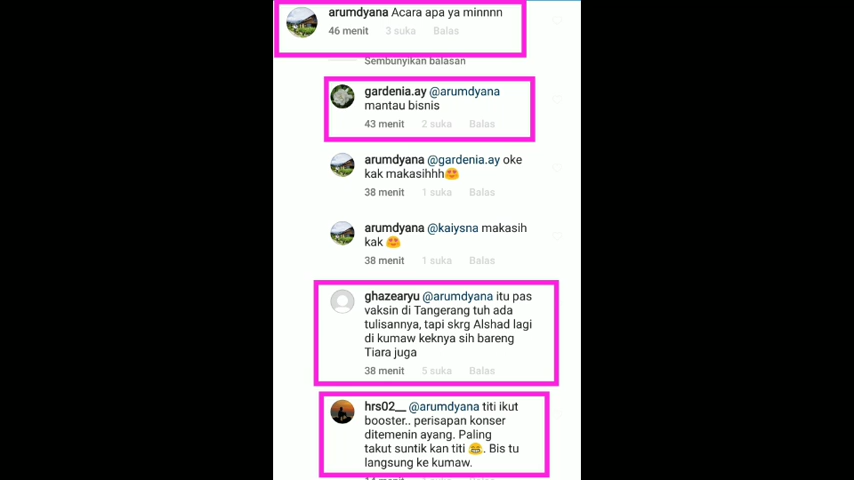 arumdyana Acara apa ya minnnn
46 menit 3 suka Balas
Sembunyikan balasan
gardenia.ay @arumdyana
mantau bisnis
43 menit 2 suka Balas
arumdyana @gardenia.ay oke
kak makasihhh😍
38 menit 1 suka Balas
arumdyana @kaiysna makasih
kak 😍
38 menit 1 suka Balas
ghazearyu @arumdyana itu pas
vaksin di Tangerang tuh ada
tulisannya, tapi skrg Alshad lagi
di kumaw keknya sih bareng
Tiara juga
38 menit 5 suka Balas
hrs02__ @arumdyana titi ikut
booster.. perisapan konser
ditemenin ayang. Paling
takut suntik kan titi 😂. Bis tu
langsung ke kumaw.